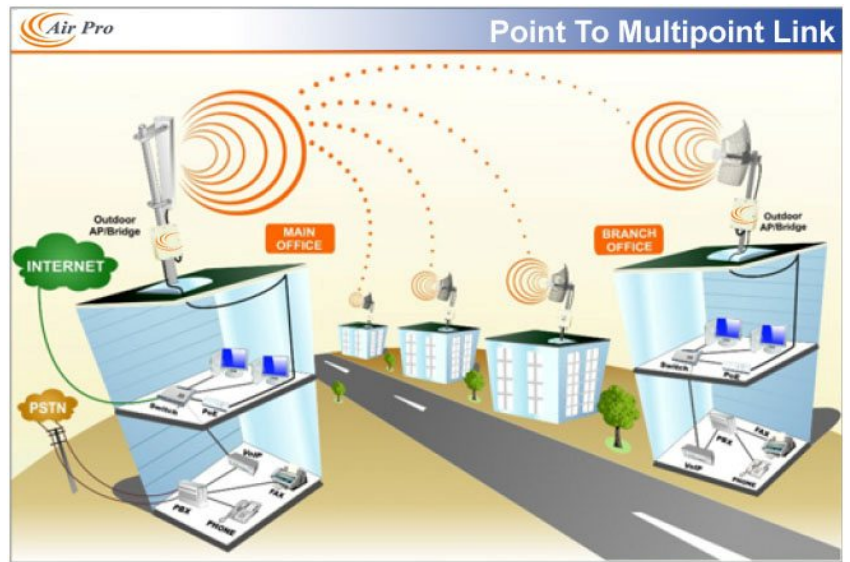 Air Pro
Point To Multipoint Link
Outdoor
AP/Bridge
MAIN
OFFICE
BRANCH
OFFICE
Outdoor
AP/Bridge
INTERNET
Switch
PoE
PoE
PSTN
VoIP
FAX
PBX
PHONE
FAX
PBX
VoIP
PHONE
Switch